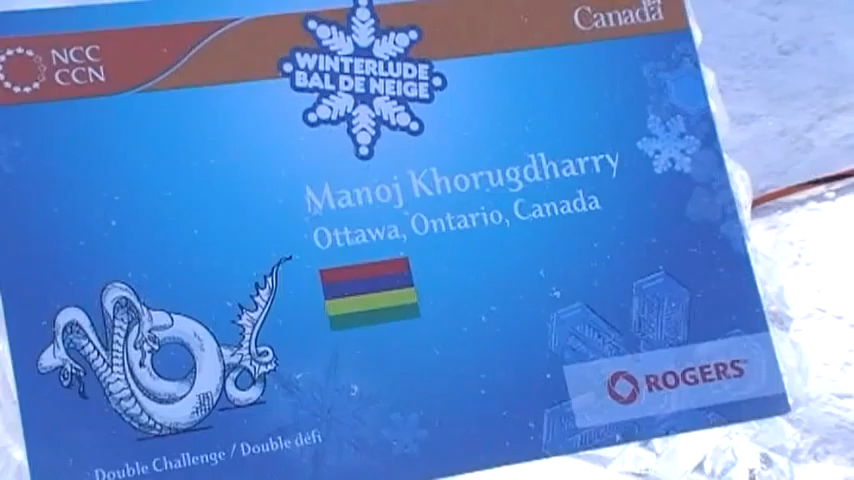 NCC
CCN
WINTERLUDE
BAL DE NEIGE
Canada
Manoj Khorugdharry
Ottawa, Ontario, Canada
ROGERS
Double Challenge / Double défi